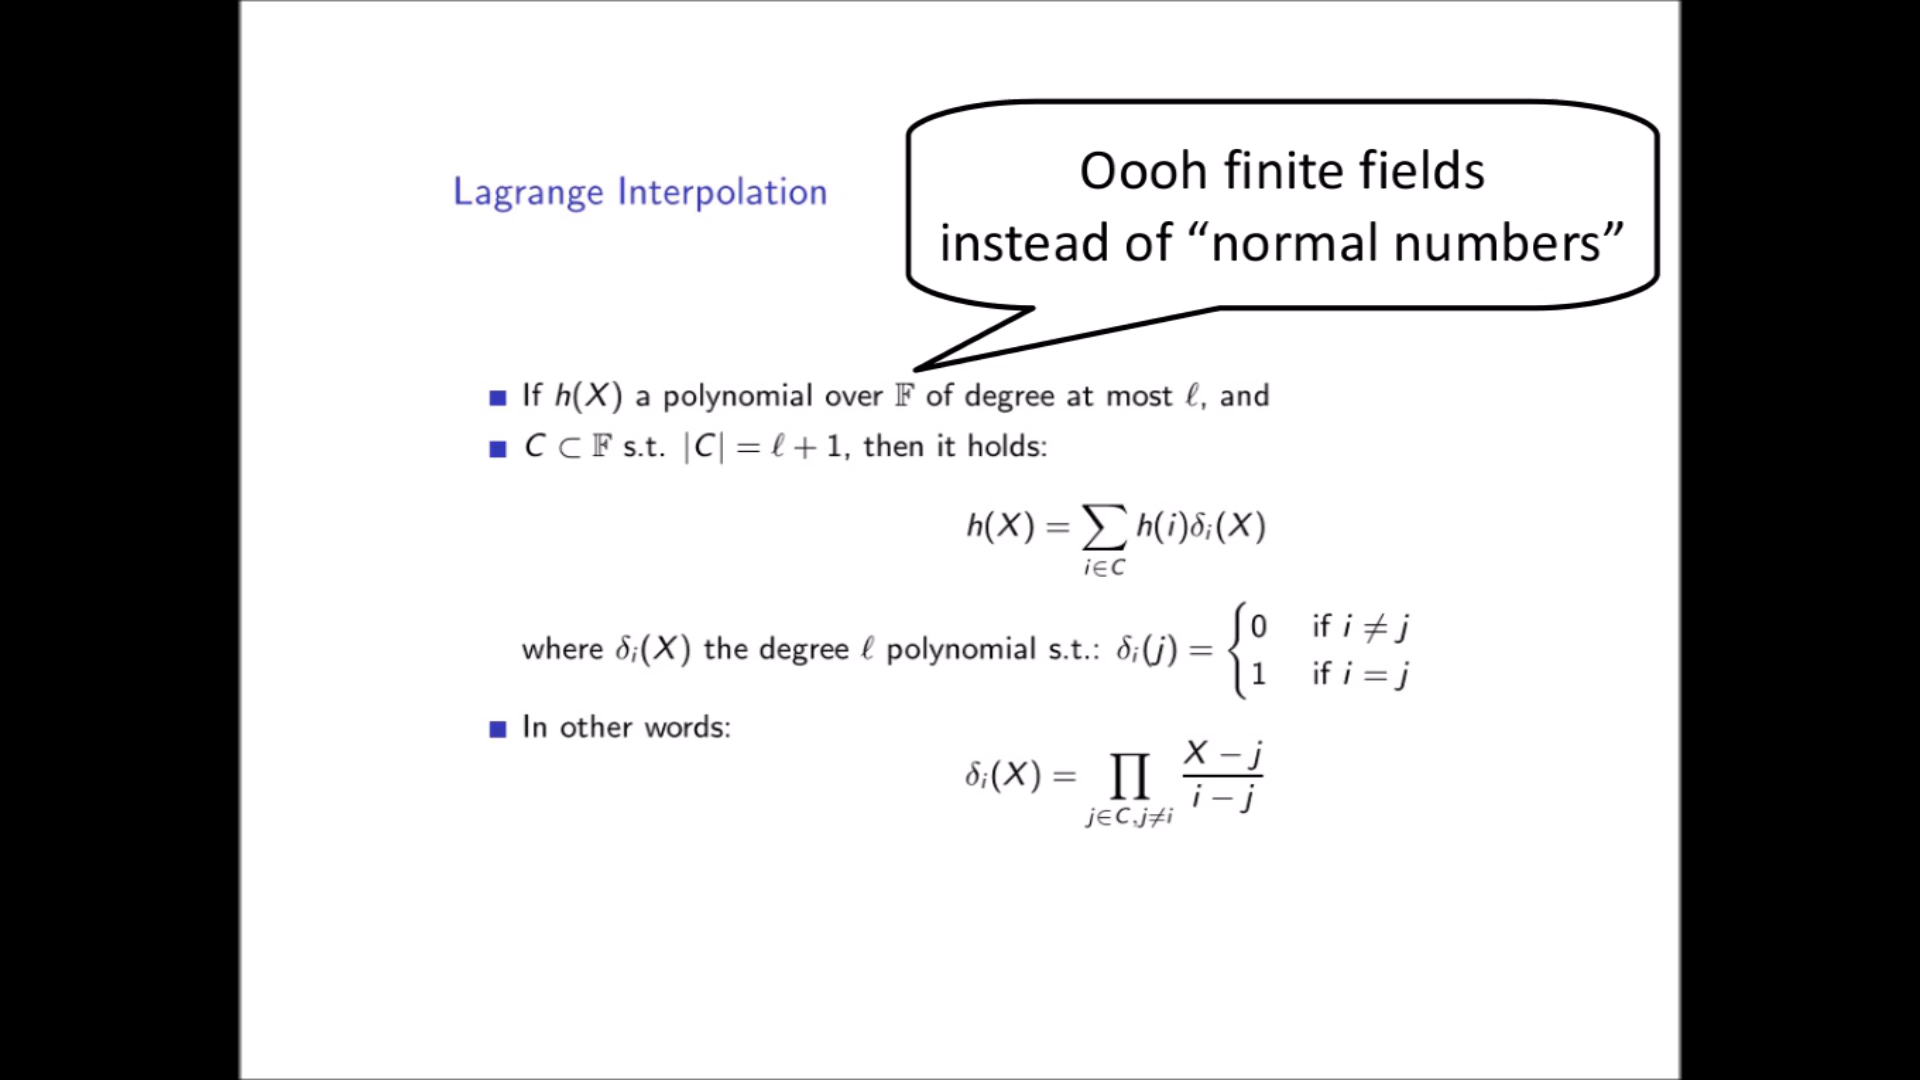 Oooh finite fields
instead of “normal numbers”
Lagrange Interpolation
■ If h(X) a polynomial over 𝔽 of degree at most ℓ, and
■ C ⊂ 𝔽 s.t. |C| = ℓ + 1, then it holds:
h(X) = ∑_{i∈C} h(i)δ_i(X)
where δ_i(X) the degree ℓ polynomial s.t.: δ_i(j) = { 0 if i ≠ j
1 if i = j
■ In other words:
δ_i(X) = ∏_{j∈C,j≠i} (X − j)/(i − j)